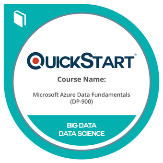 QUICKSTART
Course Name:
Microsoft Azure Data Fundamentals
(DP-900)
BIG DATA
DATA SCIENCE